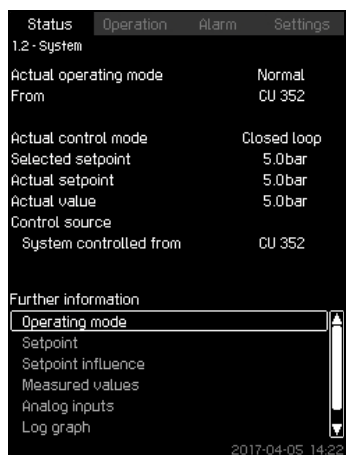 Status Operation Alarm Settings
1.2 - System
Actual operating mode Normal
From CU 352
Actual control mode Closed loop
Selected setpoint 5.0bar
Actual setpoint 5.0bar
Actual value 5.0bar
Control source
System controlled from CU 352
Further information
Operating mode
Setpoint
Setpoint influence
Measured values
Analog inputs
Log graph
2017-04-05 14:22